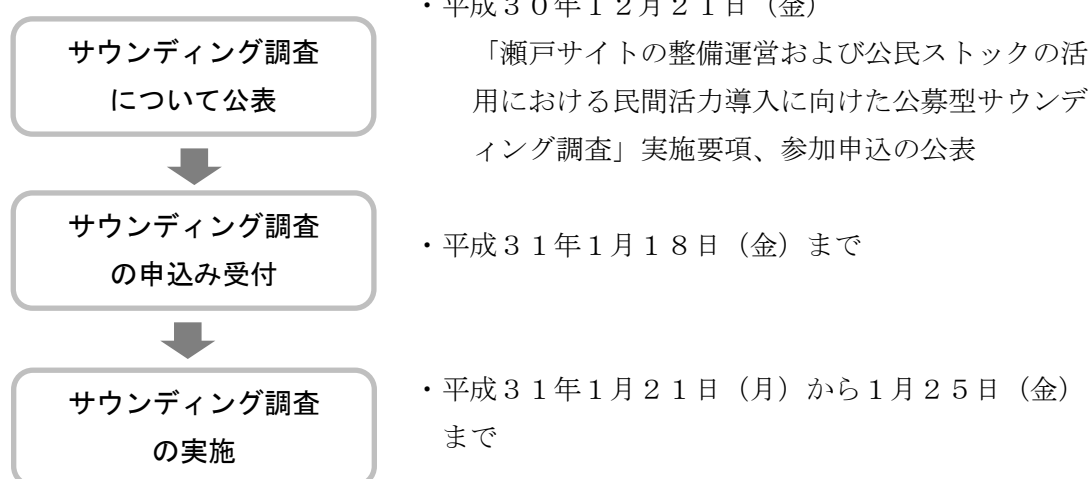 ・平成３０年１２月２１日（金）
サウンディング調査
について公表
「瀬戸サイトの整備運営および公民ストックの活
用における民間活力導入に向けた公募型サウンデ
ィング調査」実施要項、参加申込の公表
サウンディング調査
の申込み受付
・平成３１年１月１８日（金）まで
サウンディング調査
の実施
・平成３１年１月２１日（月）から１月２５日（金）
まで